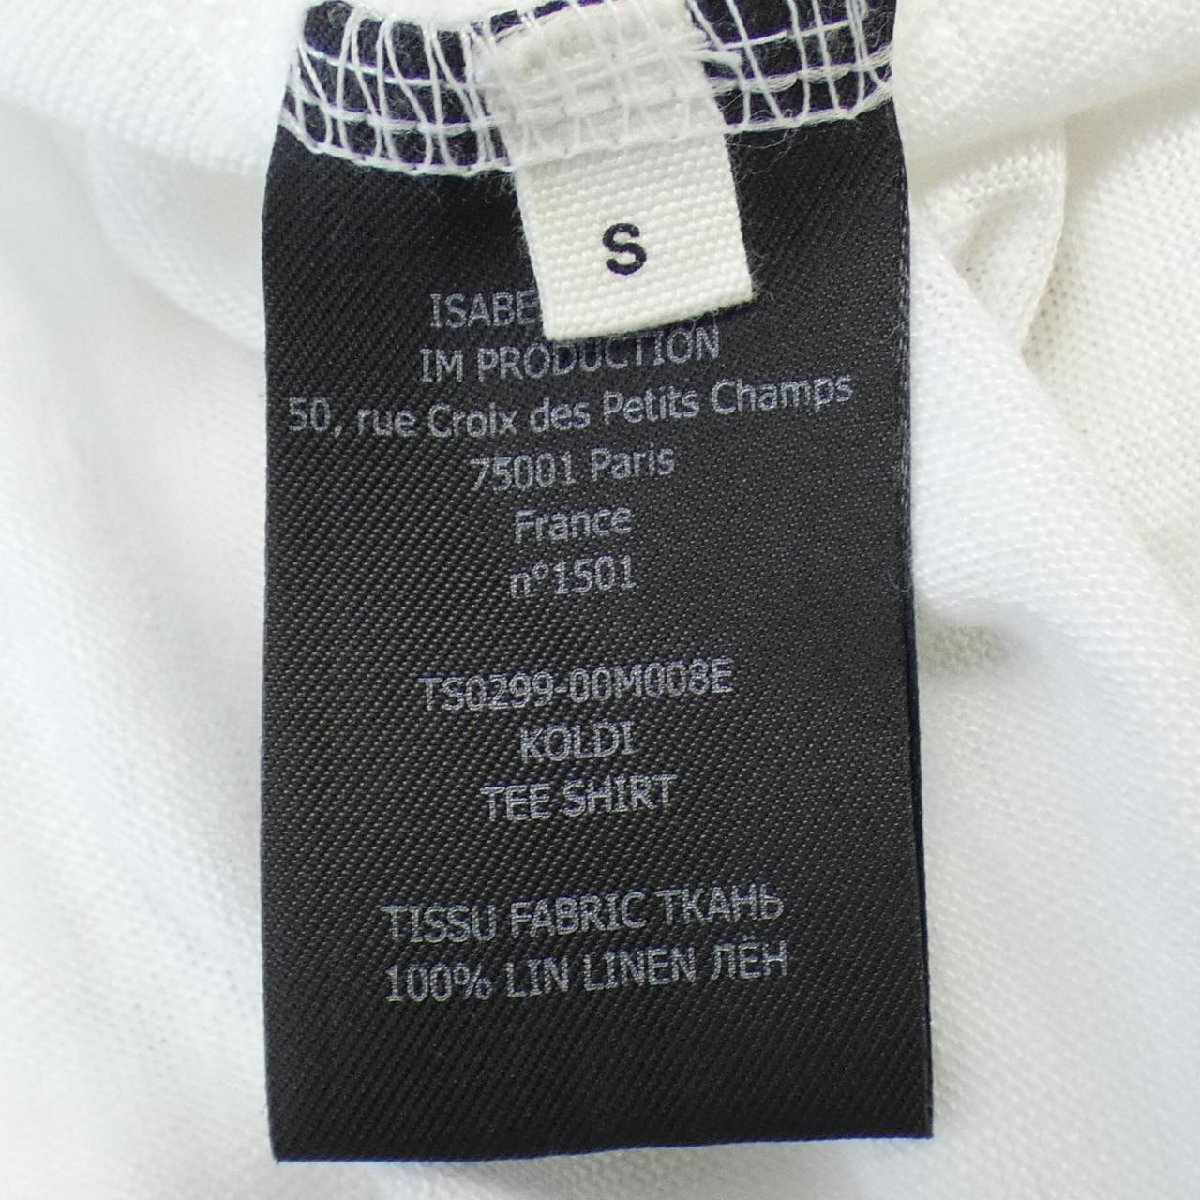 S
IM PRODUCTION
50, rue Croix des Petits Champs
75001 Paris
France
n°1501
TS0299-00M008E
KOLDI
TEE SHIRT
TISSU FABRIC ТКАНЬ
100% LIN LINEN ЛЁН